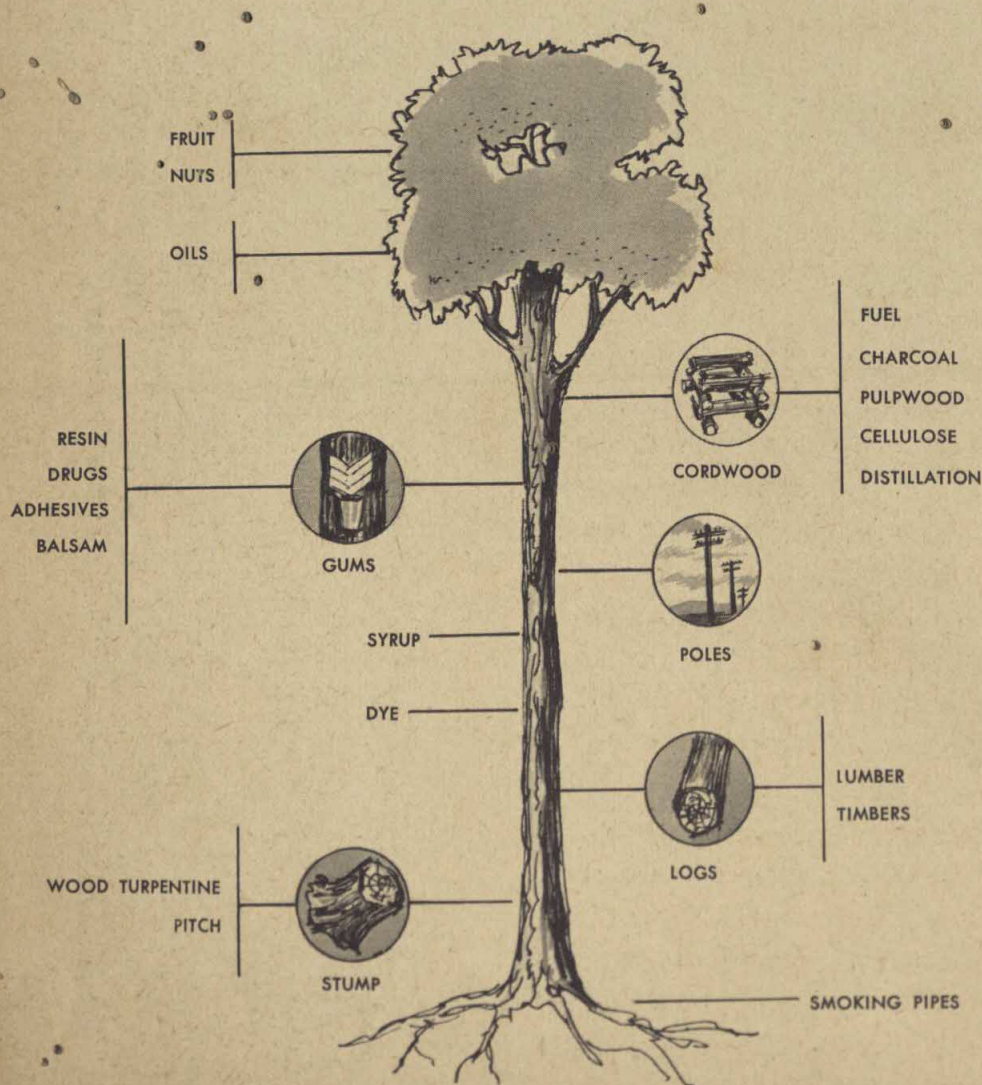 FRUIT
NUTS
OILS
FUEL
CHARCOAL
PULPWOOD
CELLULOSE
DISTILLATION
CORDWOOD
RESIN
DRUGS
ADHESIVES
BALSAM
GUMS
POLES
SYRUP
DYE
LUMBER
TIMBERS
LOGS
WOOD TURPENTINE
PITCH
STUMP
SMOKING PIPES